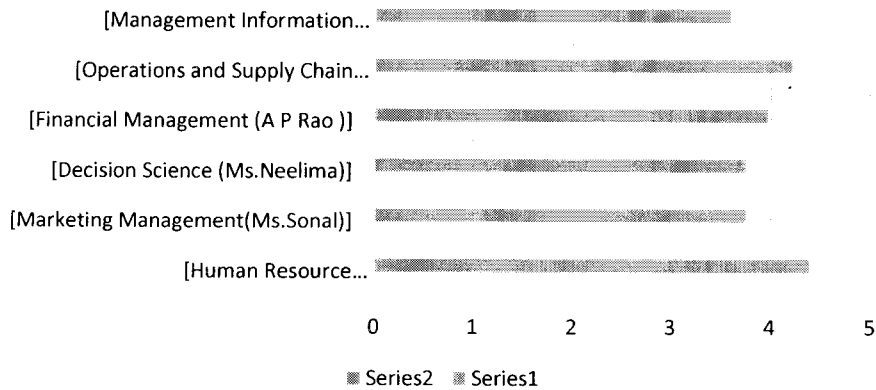 [Management Information...
[Operations and Supply Chain...
[Financial Management (A P Rao )]
[Decision Science (Ms.Neelima)]
[Marketing Management(Ms.Sonal)]
[Human Resource...
0 1 2 3 4 5
Series2 Series1